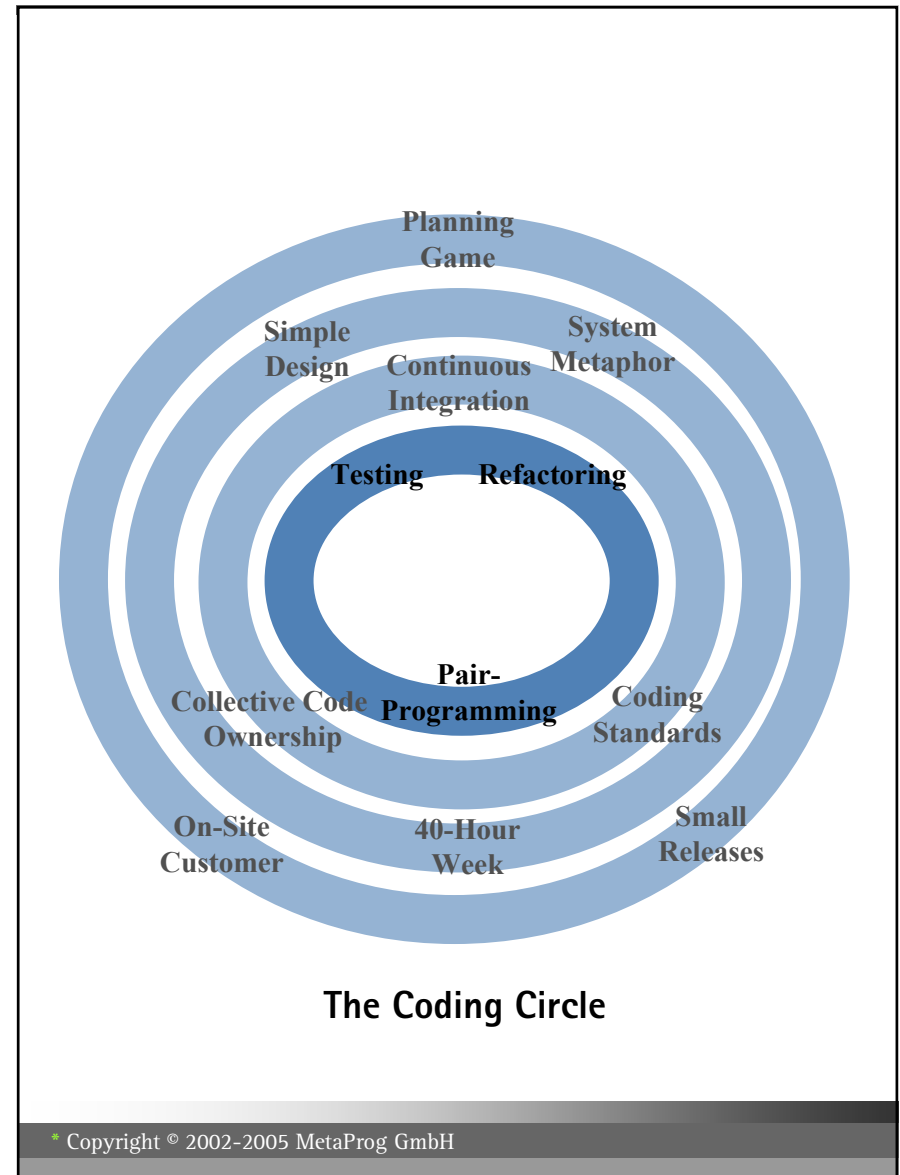 Planning
Game
Simple
Design
System
Metaphor
Continuous
Integration
Testing
Refactoring
Pair-
Programming
Collective Code
Ownership
Coding
Standards
On-Site
Customer
40-Hour
Week
Small
Releases
The Coding Circle
* Copyright © 2002-2005 MetaProg GmbH